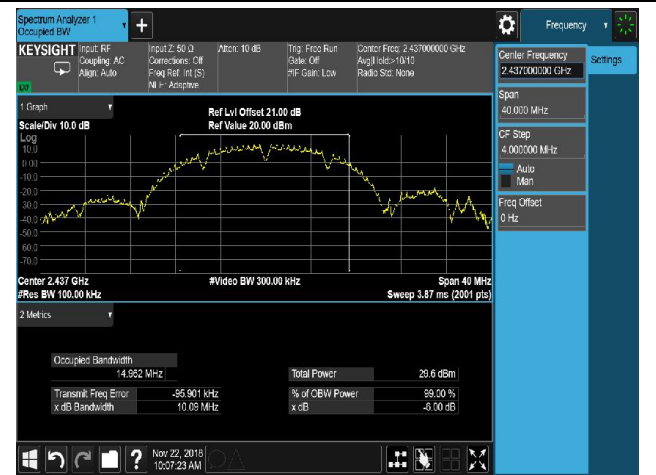 Spectrum Analyzer 1
Occupied BW
Frequency
KEYSIGHT
Input: RF
Coupling: AC
Align: Auto
Input Z: 50 Ω
Corrections: Off
Freq Ref: Int (S)
NFE: Adaptive
Atten: 10 dB
Trig: Free Run
Gate: Off
#IF Gain: Low
Center Freq: 2.437000000 GHz
Avg|Hold:>10/10
Radio Std: None
Center Frequency
2.437000000 GHz
Settings
Span
40.000 MHz
CF Step
4.000000 MHz
Auto
Man
Freq Offset
0 Hz
1 Graph
Scale/Div 10.0 dB
Ref Lvl Offset 21.00 dB
Ref Value 20.00 dBm
Log
10.0
0.00
-10.0
-20.0
-30.0
-40.0
-50.0
-60.0
-70.0
Center 2.437 GHz
#Res BW 100.00 kHz
#Video BW 300.00 kHz
Span 40 MHz
Sweep 3.87 ms (2001 pts)
2 Metrics
Occupied Bandwidth
14.962 MHz
Total Power
29.6 dBm
Transmit Freq Error
-95.901 kHz
% of OBW Power
99.00 %
x dB Bandwidth
10.09 MHz
x dB
-6.00 dB
Nov 22, 2018
10:07:23 AM